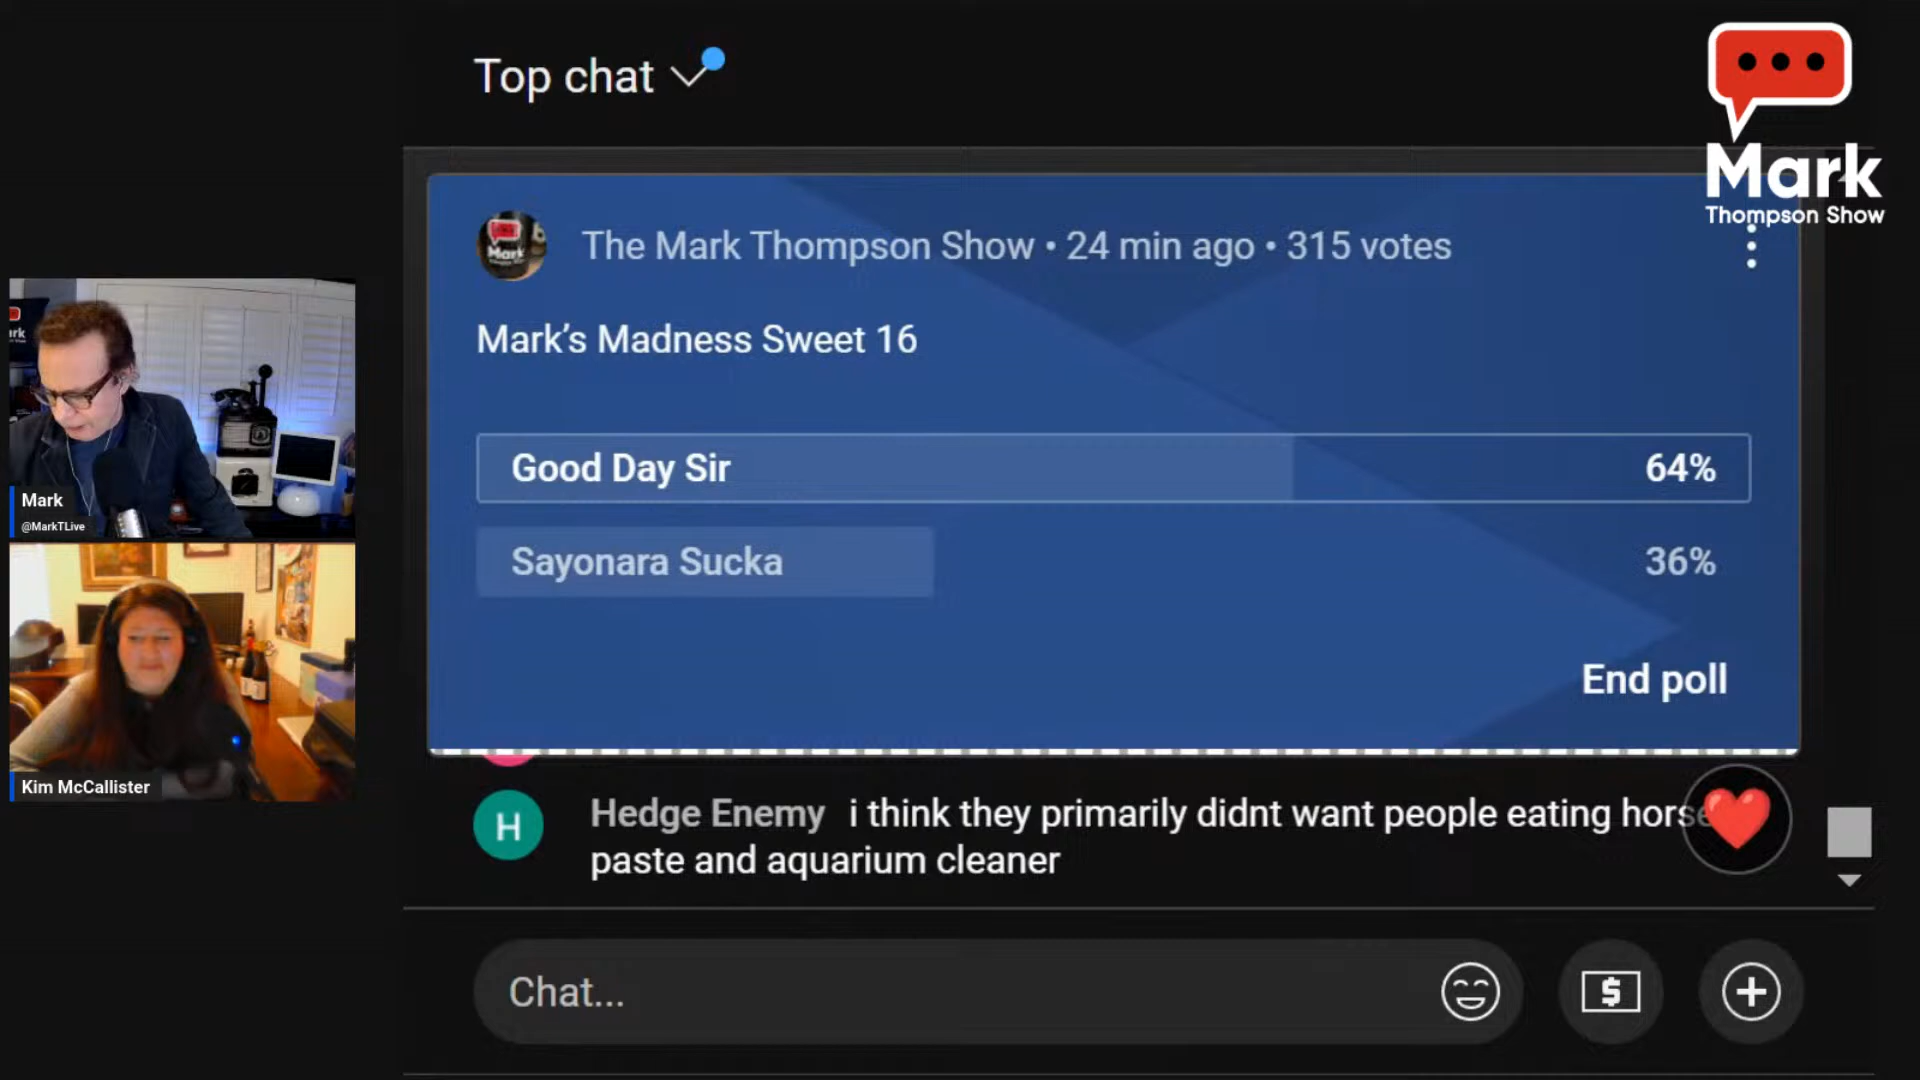 Top chat
Mark
Thompson Show
The Mark Thompson Show • 24 min ago • 315 votes
Mark’s Madness Sweet 16
Good Day Sir 64%
Sayonara Sucka 36%
End poll
Mark
@MarkTLive
Kim McCallister
H
Hedge Enemy i think they primarily didnt want people eating horse
paste and aquarium cleaner
Chat...
$